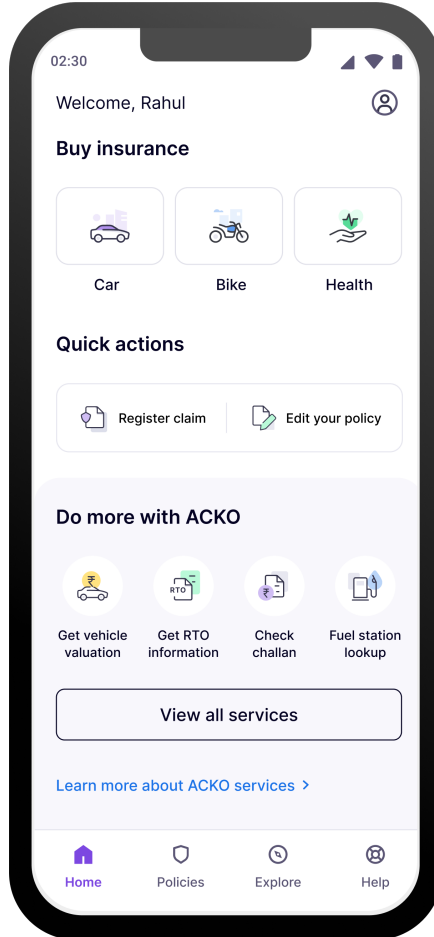 02:30
Welcome, Rahul
Buy insurance
Car
Bike
Health
Quick actions
Register claim
Edit your policy
Do more with ACKO
₹
RTO
₹
Get vehicle
valuation
Get RTO
information
Check
challan
Fuel station
lookup
View all services
Learn more about ACKO services >
Home
Policies
Explore
Help